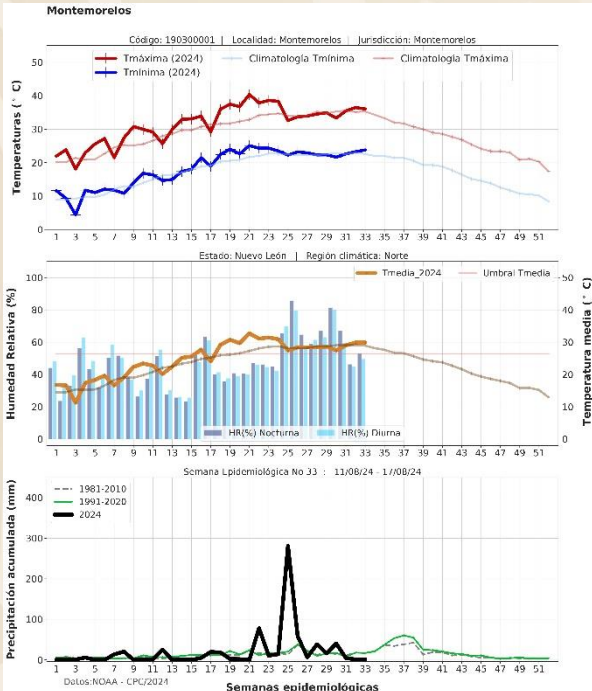 Montemorelos
Código: 190300001 | Localidad: Montemorelos | Jurisdicción: Montemorelos
Tmáxima (2024) Climatología Tmínima Climatología Tmáxima
Tmínima (2024)
Temperaturas (° C)
50
40
30
20
10
0
1 3 5 7 9 11 13 15 17 19 21 23 25 27 29 31 33 35 37 39 41 43 45 47 49 51
Estado: Nuevo León | Región climática: Norte
Tmedia_2024 Umbral Tmedia
Humedad Relativa (%)
100
80
60
40
20
0
50
40
30
20
10
0
Temperatura media (° C)
HR(%) Nocturna HR(%) Diurna
1 3 5 7 9 11 13 15 17 19 21 23 25 27 29 31 33 35 37 39 41 43 45 47 49 51
Semana Epidemiológica No 33 : 11/08/24 - 17/08/24
1981-2010
1991-2020
2024
Precipitación acumulada (mm)
400
300
200
100
0
1 3 5 7 9 11 13 15 17 19 21 23 25 27 29 31 33 35 37 39 41 43 45 47 49 51
Datos:NOAA - CPC/2024
Semanas epidemiológicas